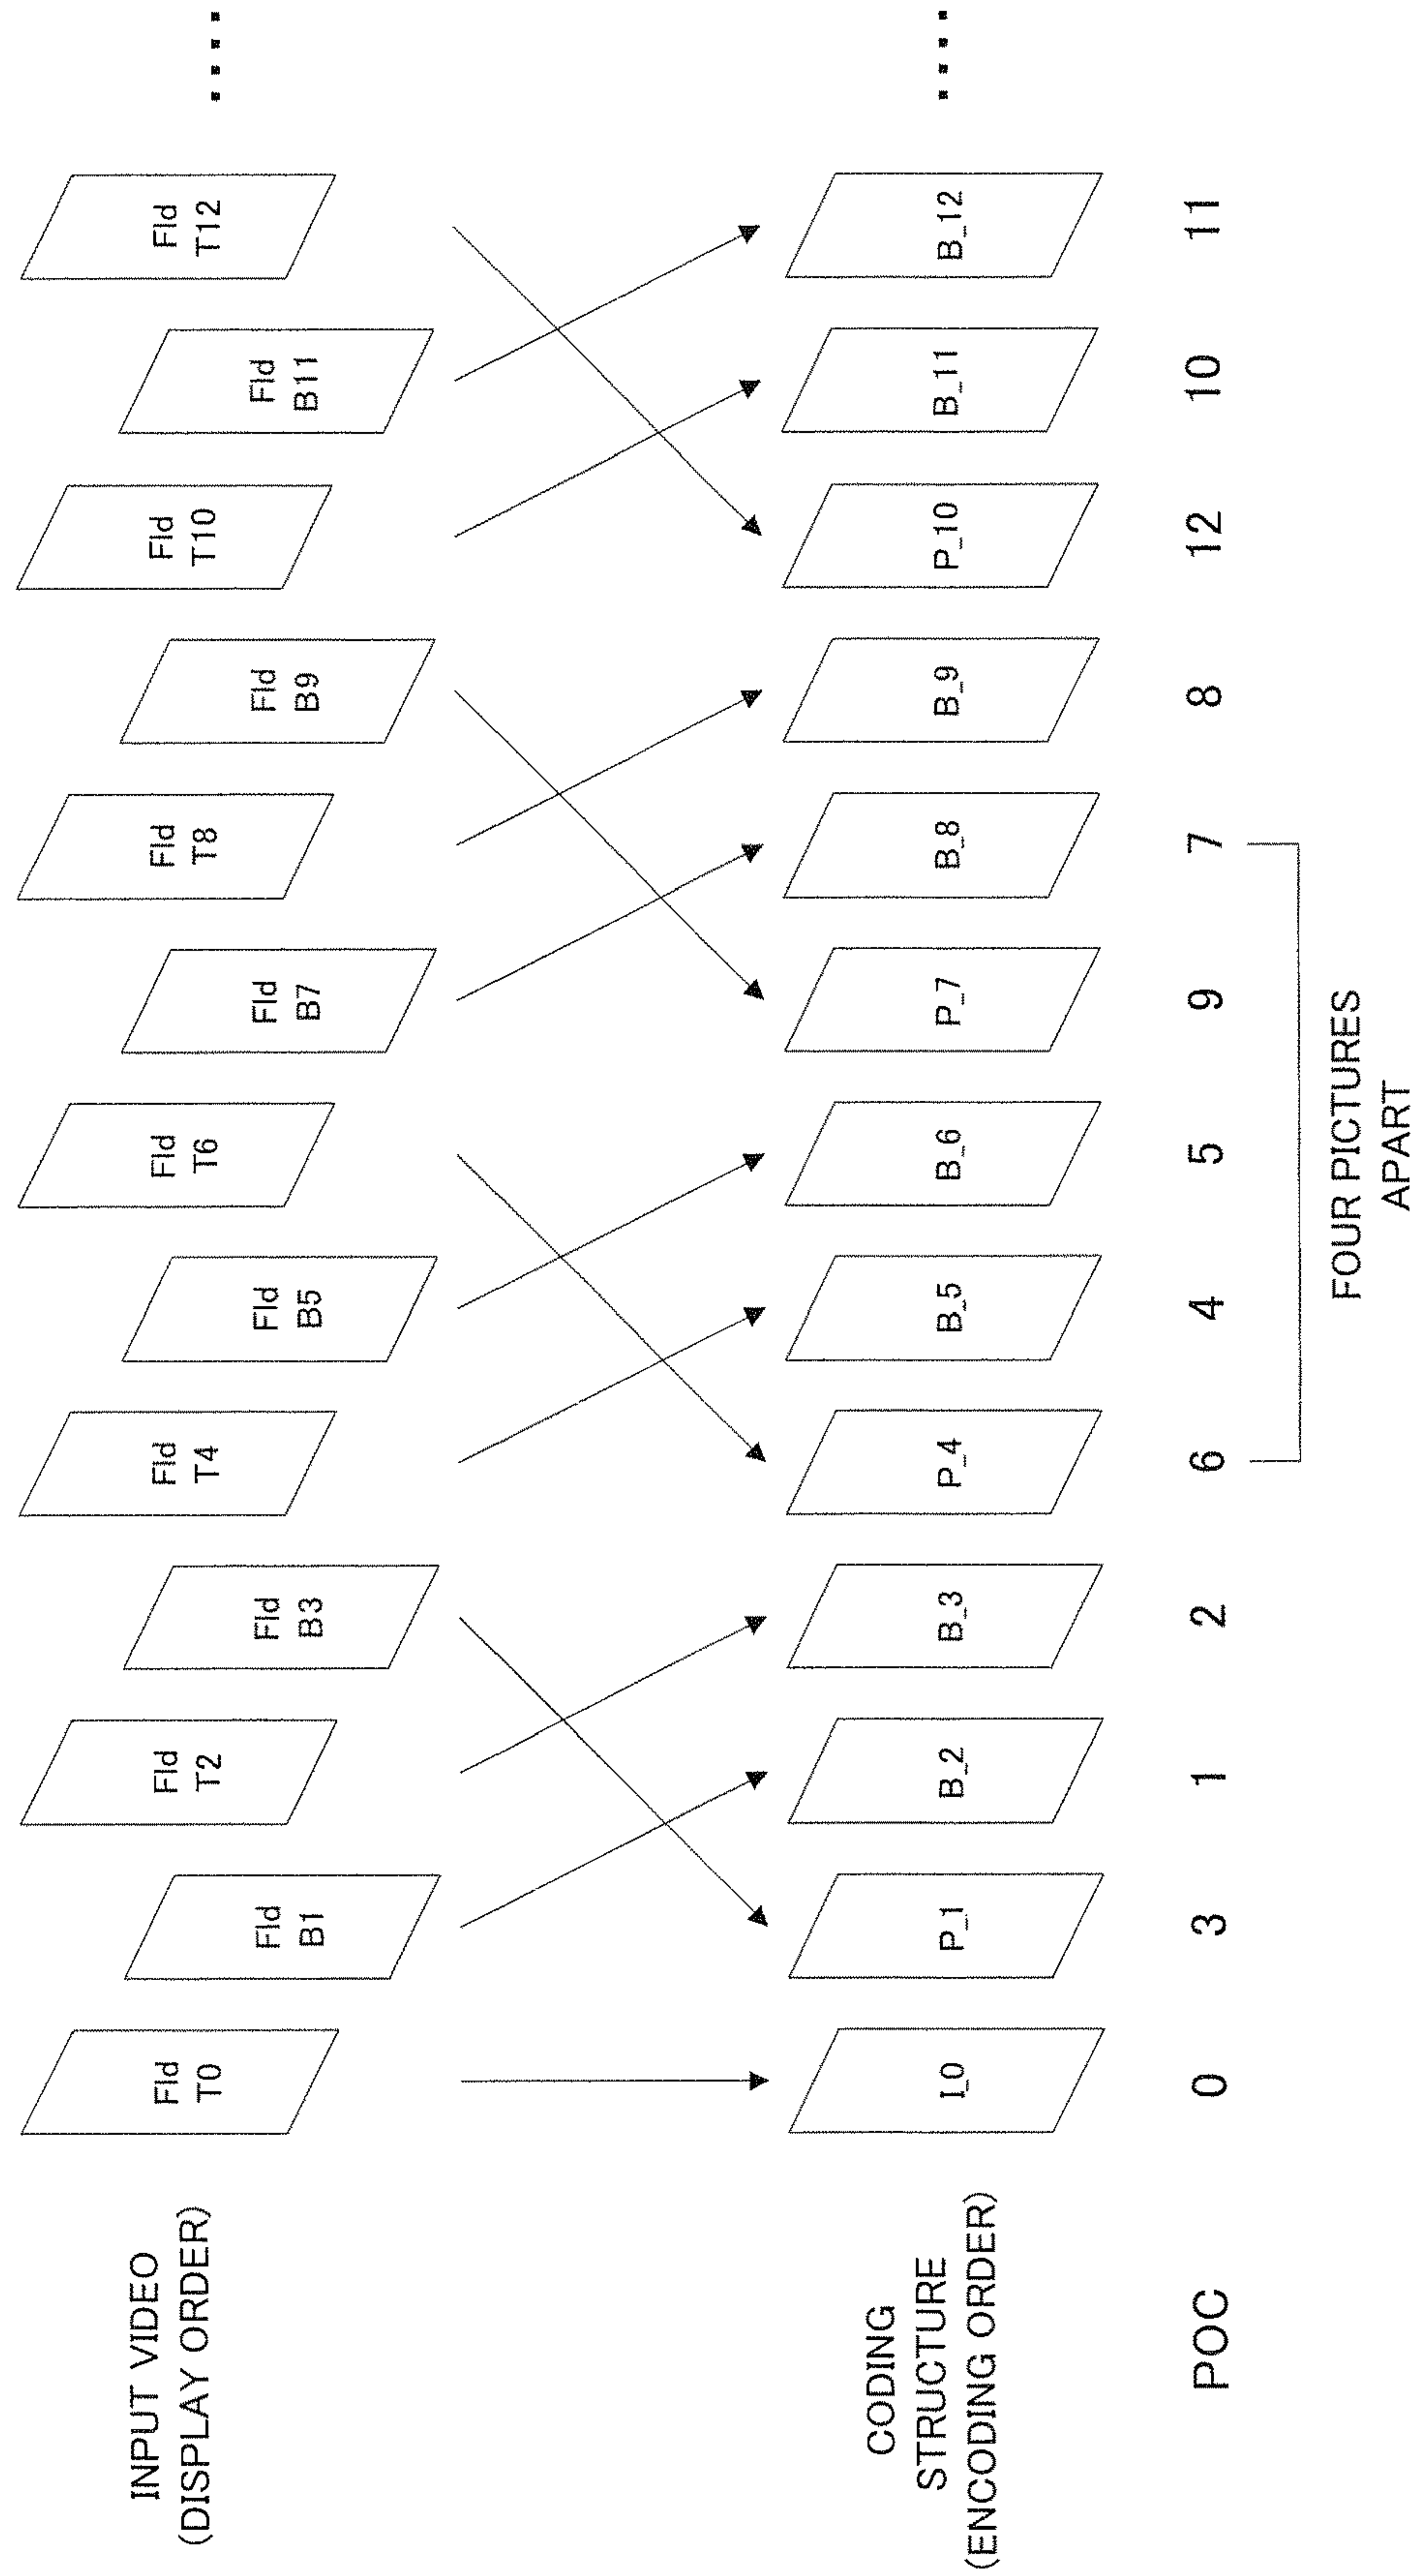 INPUT VIDEO
(DISPLAY ORDER)
Fld
T0
Fld
B1
Fld
T2
Fld
B3
Fld
T4
Fld
B5
Fld
T6
Fld
B7
Fld
T8
Fld
B9
Fld
T10
Fld
B11
Fld
T12
CODING
STRUCTURE
(ENCODING ORDER)
I_0
P_1
B_2
B_3
P_4
B_5
B_6
P_7
B_8
B_9
P_10
B_11
B_12
POC
0
3
1
2
6
4
5
9
7
8
12
10
11
FOUR PICTURES
APART